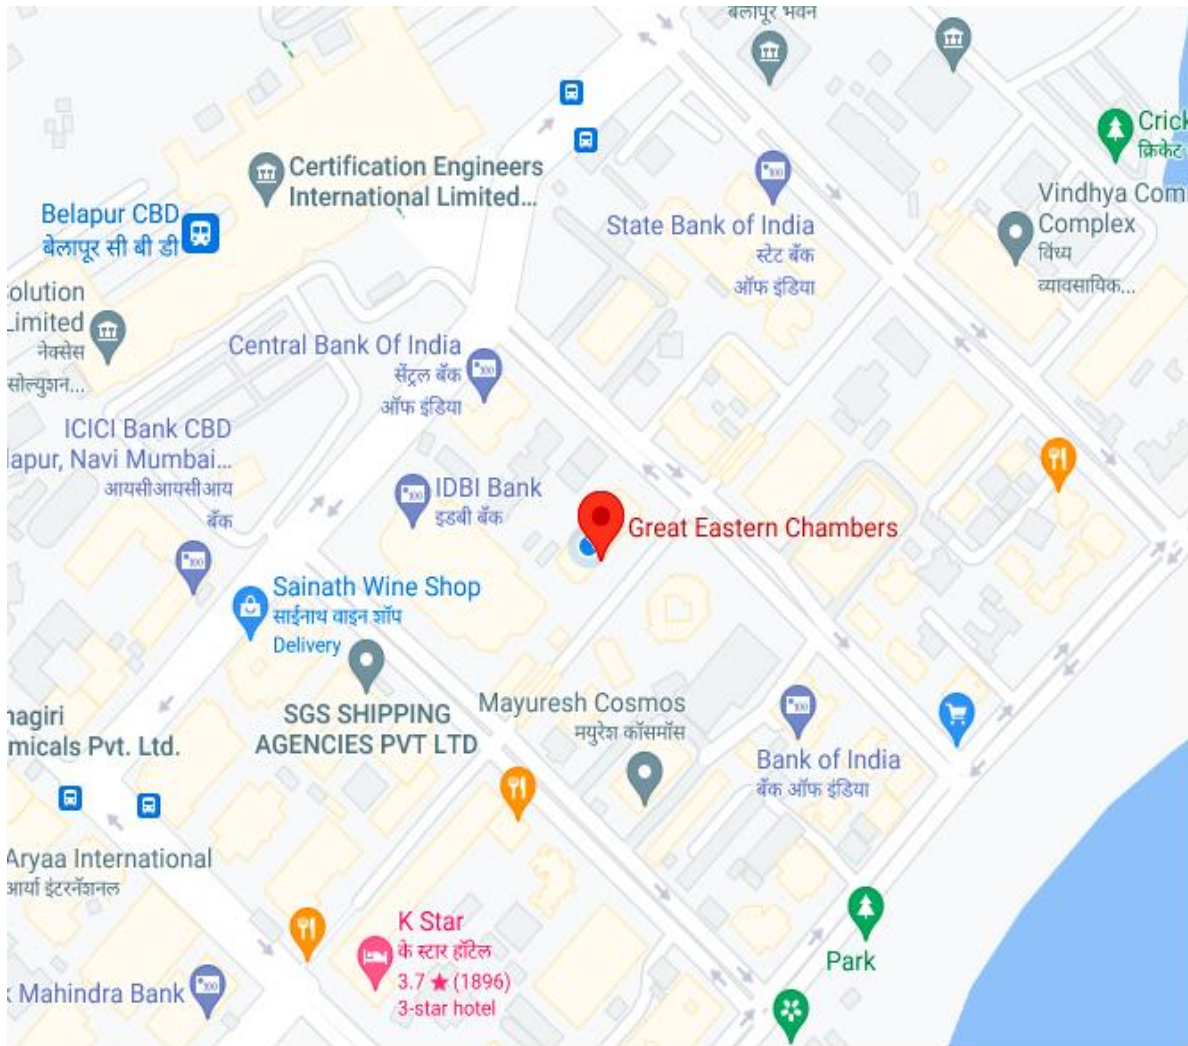 बेलापूर भवन
Certification Engineers
International Limited...
Belapur CBD
बेलापूर सी बी डी
Crick
क्रिकेट
State Bank of India
स्टेट बँक
ऑफ इंडिया
Vindhya Com
Complex
विंध्य
व्यावसायिक...
olution
Limited
नेक्सेस
सोल्युशन...
Central Bank Of India
सेंट्रल बँक
ऑफ इंडिया
ICICI Bank CBD
lapur, Navi Mumbai...
आयसीआयसीआय
बँक
IDBI Bank
इडबी बँक
Great Eastern Chambers
Sainath Wine Shop
साईनाथ वाइन शॉप
Delivery
SGS SHIPPING
AGENCIES PVT LTD
Mayuresh Cosmos
मयुरेश कॉसमॉस
nagiri
micals Pvt. Ltd.
Bank of India
बँक ऑफ इंडिया
Aryaa International
आर्या इंटरनॅशनल
K Star
के स्टार हॉटेल
3.7 ★ (1896)
3-star hotel
Park
k Mahindra Bank